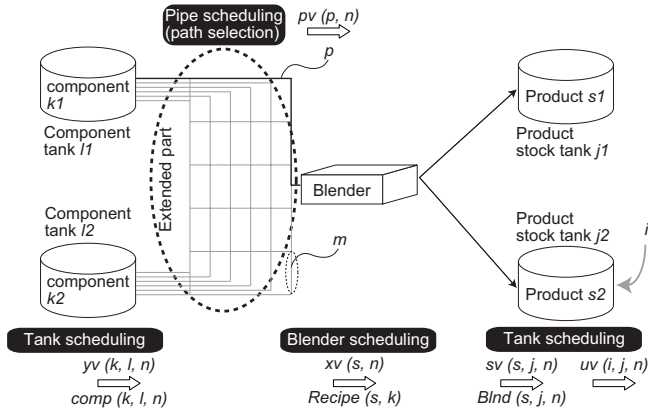 Pipe scheduling
(path selection)
pv (p, n)
p
component
k1
Component
tank l1
Extended part
Blender
Product s1
Product
stock tank j1
Component
tank l2
component
k2
m
Product
stock tank j2
i
Product s2
Tank scheduling
Blender scheduling
Tank scheduling
yv (k, l, n)
comp (k, l, n)
xv (s, n)
Recipe (s, k)
sv (s, j, n)
Blnd (s, j, n)
uv (i, j, n)